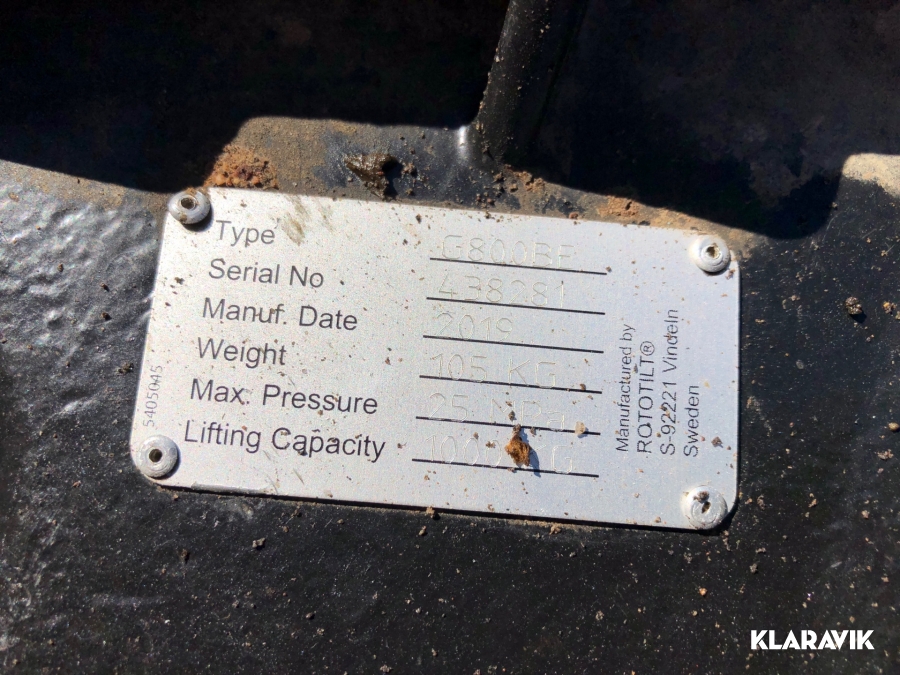 Type G800BF
Serial No 438281
Manuf. Date 2019
Weight 105 KG
Max. Pressure 25 MPa
Lifting Capacity
5405045
Manufactured by
ROTOTILT®
S-92221 Vindeln
Sweden
KLARAVIK